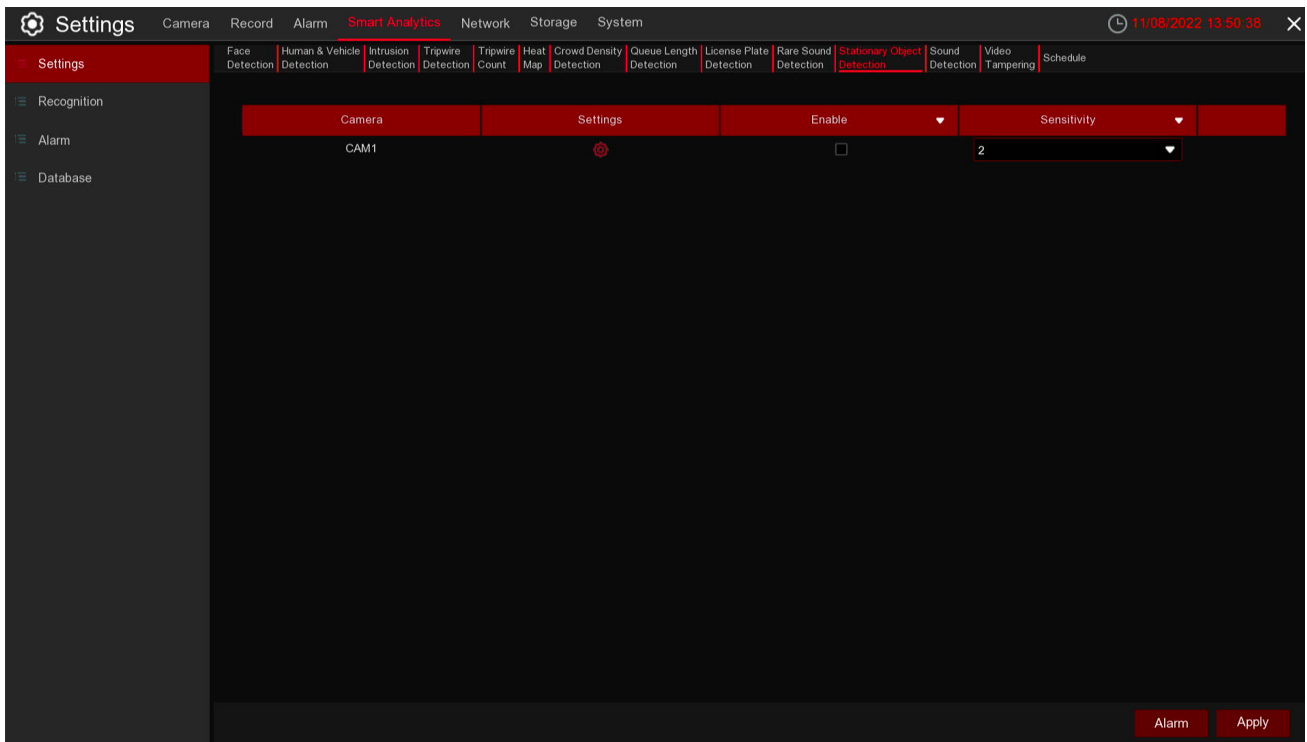 Settings Camera Record Alarm Smart Analytics Network Storage System 11/08/2022 13:50:38
Settings
Recognition
Alarm
Database
Face Detection
Human & Vehicle Detection
Intrusion Detection
Tripwire Detection
Tripwire Count
Heat Map
Crowd Density Detection
Queue Length Detection
License Plate Detection
Rare Sound Detection
Stationary Object Detection
Sound Detection
Video Tampering
Schedule
Camera Settings Enable Sensitivity
CAM1 2
Alarm Apply